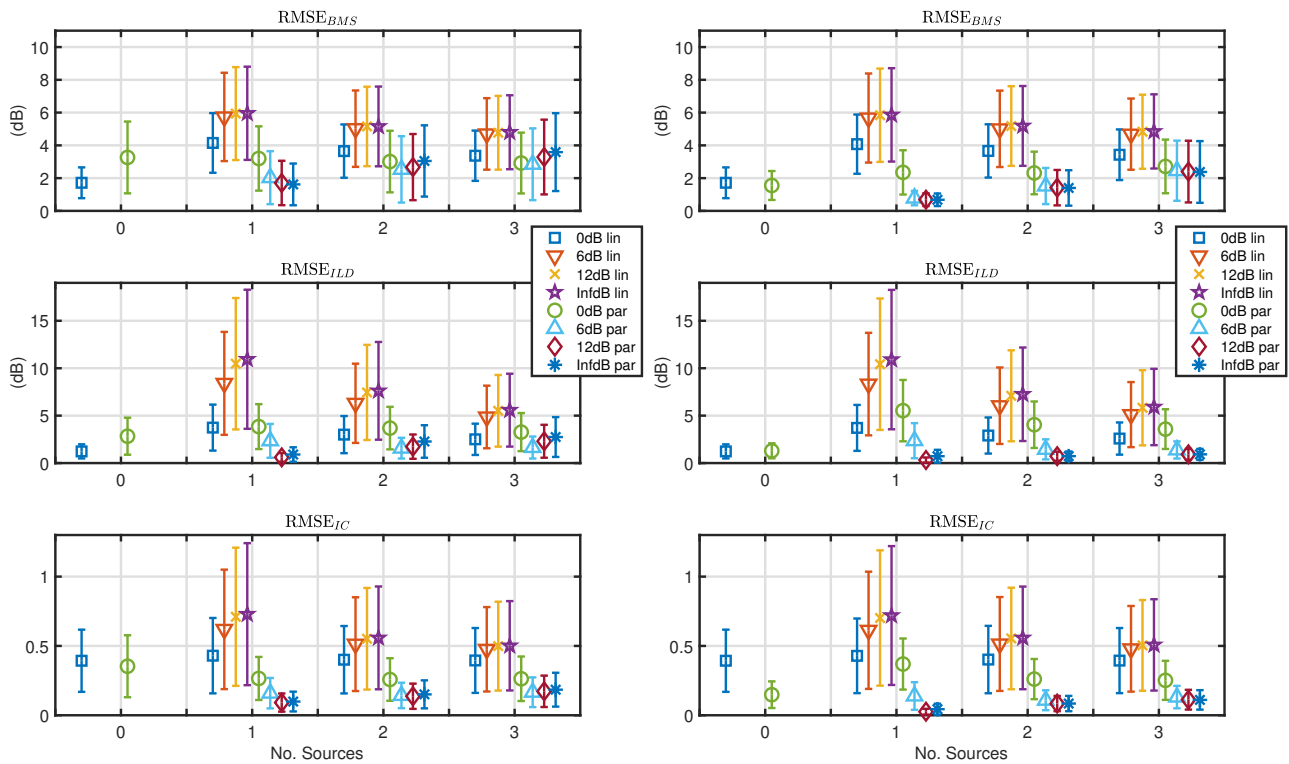 RMSE_BMS
10
8
6
4
2
0
(dB)
0 1 2 3
RMSE_ILD
15
10
5
0
(dB)
0 1 2 3
RMSE_IC
1
0.5
0
0 1 2 3
No. Sources
0dB lin
6dB lin
12dB lin
InfdB lin
0dB par
6dB par
12dB par
InfdB par
RMSE_BMS
10
8
6
4
2
0
(dB)
0 1 2 3
RMSE_ILD
15
10
5
0
(dB)
0 1 2 3
RMSE_IC
1
0.5
0
0 1 2 3
No. Sources
0dB lin
6dB lin
12dB lin
InfdB lin
0dB par
6dB par
12dB par
InfdB par